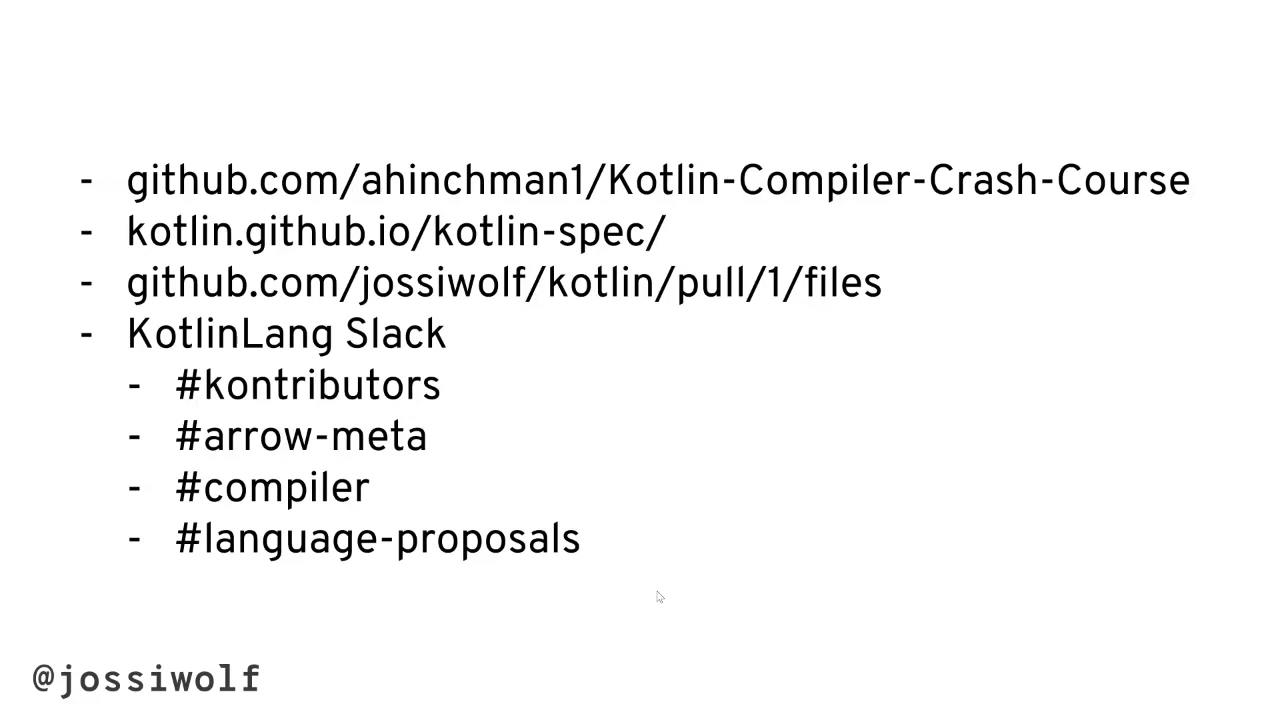 - github.com/ahinchman1/Kotlin-Compiler-Crash-Course
- kotlin.github.io/kotlin-spec/
- github.com/jossiwolf/kotlin/pull/1/files
- KotlinLang Slack
- #kontributors
- #arrow-meta
- #compiler
- #language-proposals
@jossiwolf